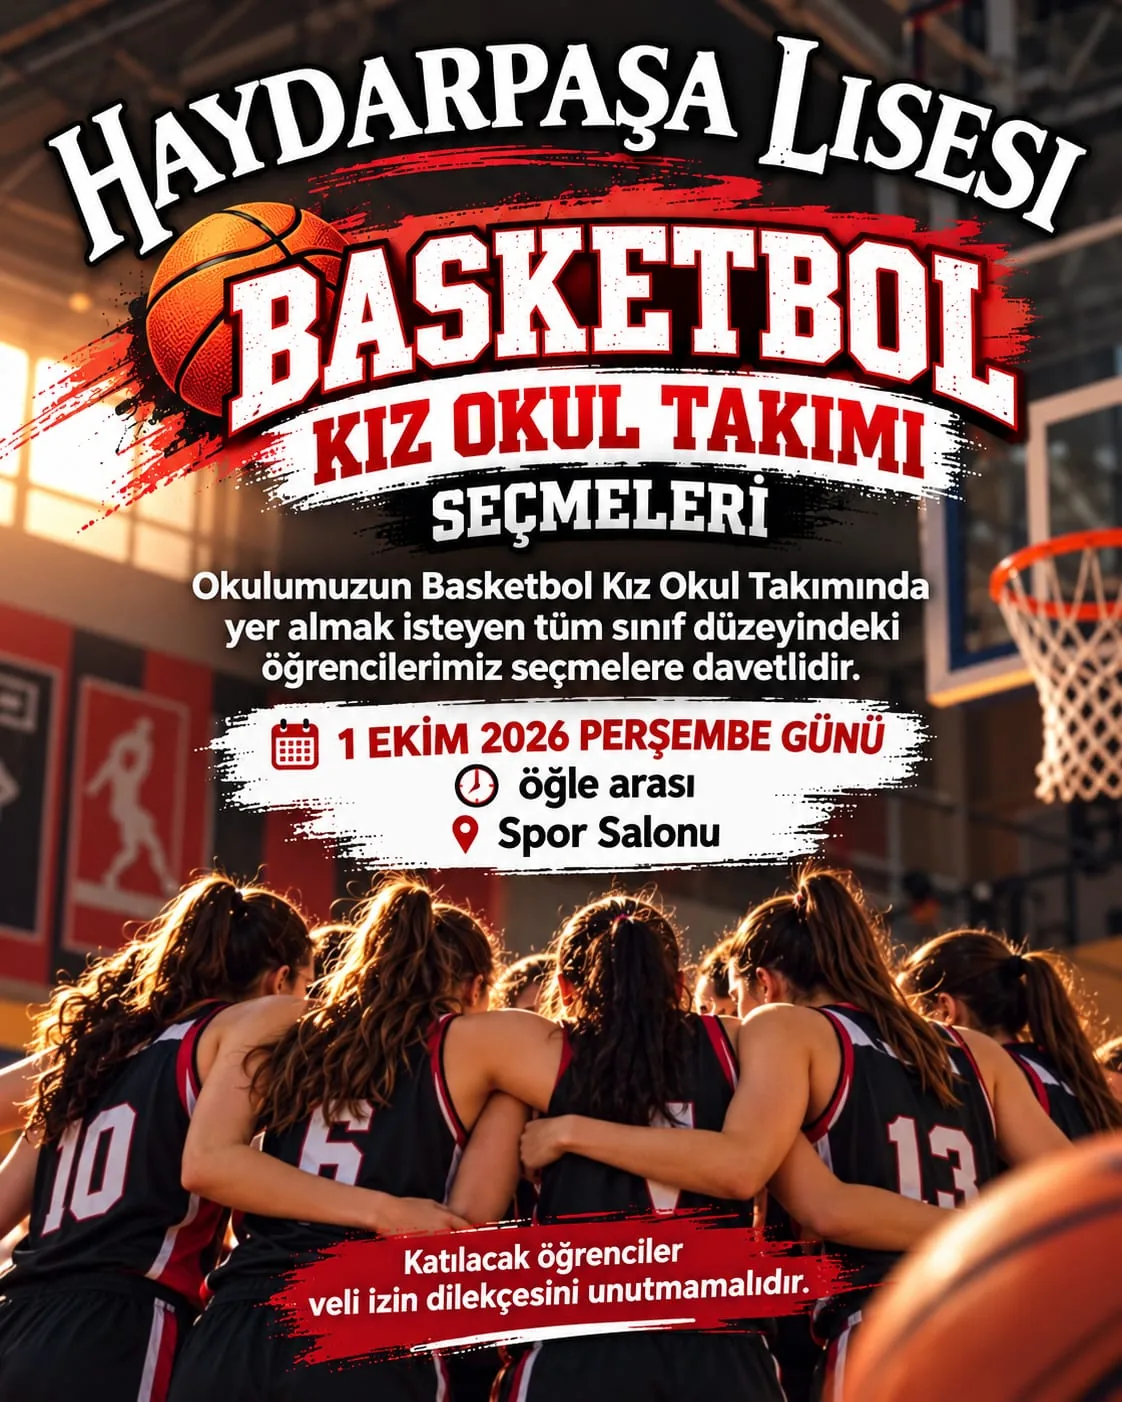 HAYDARPAŞA LISESI
BASKETBOL
KIZ OKUL TAKIMI
SEÇMELERİ
Okulumuzun Basketbol Kız Okul Takımında
yer almak isteyen tüm sınıf düzeyindeki
öğrencilerimiz seçmelere davetlidir.
1 EKİM 2026 PERŞEMBE GÜNÜ
öğle arası
Spor Salonu
10
6
13
Katılacak öğrenciler
veli izin dilekçesini unutmamalıdır.